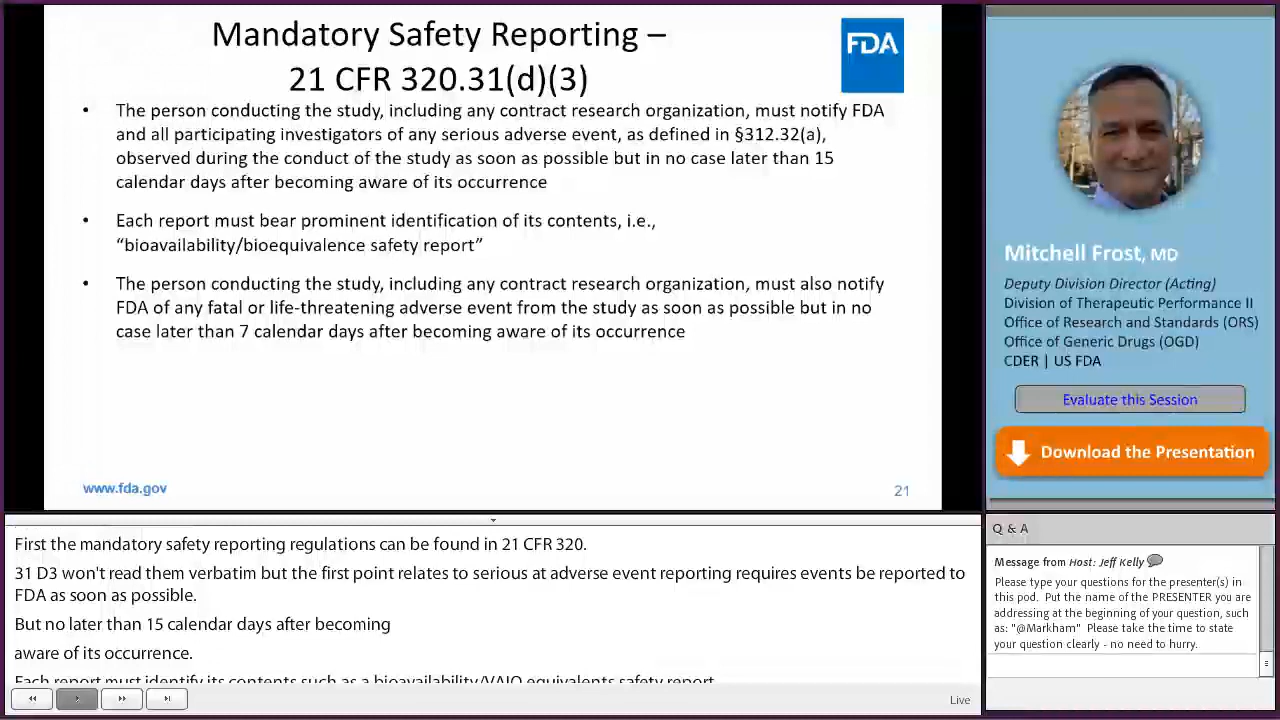 Mandatory Safety Reporting –
21 CFR 320.31(d)(3)
FDA
• The person conducting the study, including any contract research organization, must notify FDA
and all participating investigators of any serious adverse event, as defined in §312.32(a),
observed during the conduct of the study as soon as possible but in no case later than 15
calendar days after becoming aware of its occurrence
• Each report must bear prominent identification of its contents, i.e.,
“bioavailability/bioequivalence safety report”
• The person conducting the study, including any contract research organization, must also notify
FDA of any fatal or life-threatening adverse event from the study as soon as possible but in no
case later than 7 calendar days after becoming aware of its occurrence
www.fda.gov
21
Mitchell Frost, MD
Deputy Division Director (Acting)
Division of Therapeutic Performance II
Office of Research and Standards (ORS)
Office of Generic Drugs (OGD)
CDER | US FDA
Evaluate this Session
Download the Presentation
First the mandatory safety reporting regulations can be found in 21 CFR 320.
31 D3 won't read them verbatim but the first point relates to serious at adverse event reporting requires events be reported to
FDA as soon as possible.
But no later than 15 calendar days after becoming
aware of its occurrence.
Each report must identify its contents such as a bioavailability/VAIO equivalents safety report
Live
Q & A
Message from Host: Jeff Kelly
Please type your questions for the presenter(s) in
this pod. Put the name of the PRESENTER you are
addressing at the beginning of your question, such
as: "@Markham" Please take the time to state
your question clearly - no need to hurry.